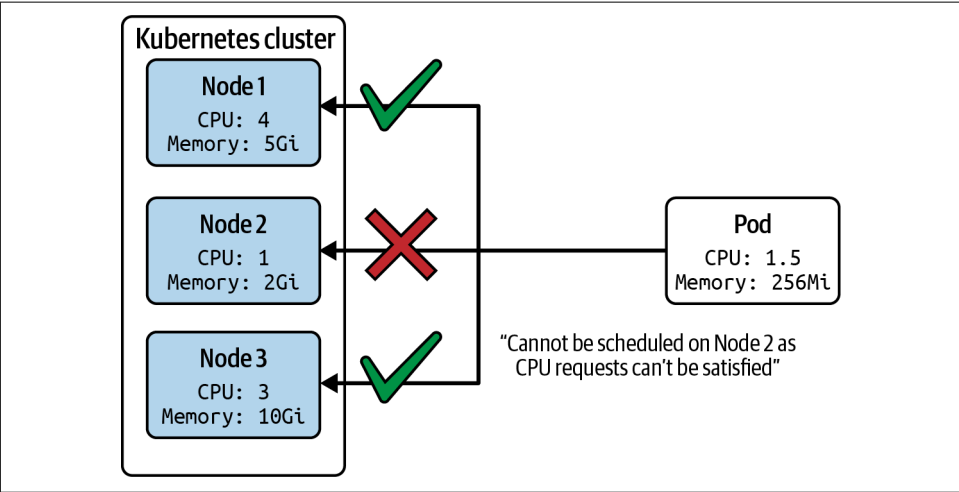 Kubernetes cluster
Node 1
CPU: 4
Memory: 5Gi
Node 2
CPU: 1
Memory: 2Gi
Node 3
CPU: 3
Memory: 10Gi
Pod
CPU: 1.5
Memory: 256Mi
“Cannot be scheduled on Node 2 as
CPU requests can't be satisfied”